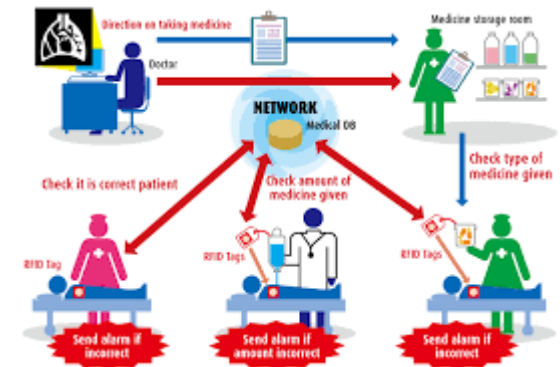 Direction on taking medicine
Medicine storage room
Doctor
NETWORK
Medical DB
Check it is correct patient
Check amount of
medicine given
Check type of
medicine given
RFID Tag
RFID Tags
RFID Tags
Send alarm if
incorrect
Send alarm if
amount incorrect
Send alarm if
incorrect